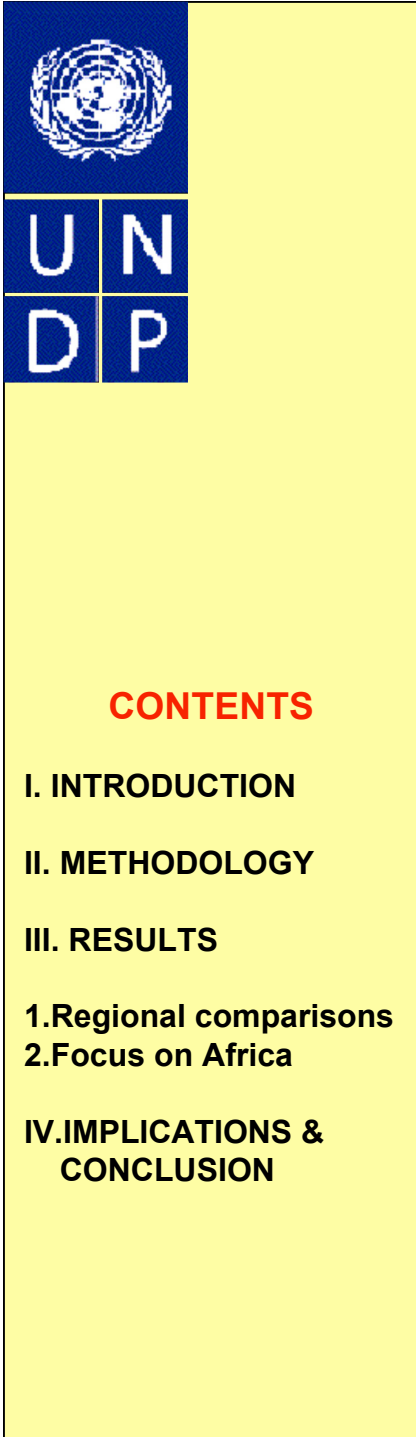 U N
D P
CONTENTS
I. INTRODUCTION
II. METHODOLOGY
III. RESULTS
1.Regional comparisons
2.Focus on Africa
IV.IMPLICATIONS &
CONCLUSION